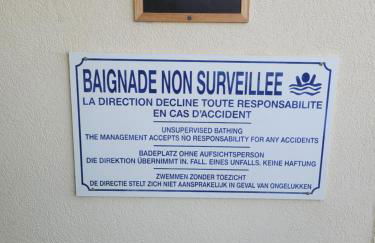 BAIGNADE NON SURVEILLEE
LA DIRECTION DECLINE TOUTE RESPONSABILITE
EN CAS D'ACCIDENT
UNSUPERVISED BATHING
THE MANAGEMENT ACCEPTS NO RESPONSABILITY FOR ANY ACCIDENTS
BADEPLATZ OHNE AUFSICHTSPERSON
DIE DIREKTION ÜBERNIMMT IN. FALL. EINES UNFALLS. KEINE HAFTUNG
ZWEMMEN ZONDER TOEZICHT
DE DIRECTIE STELT ZICH NIET AANSPRAKELIJK IN GEVAL VAN ONGELUKKEN